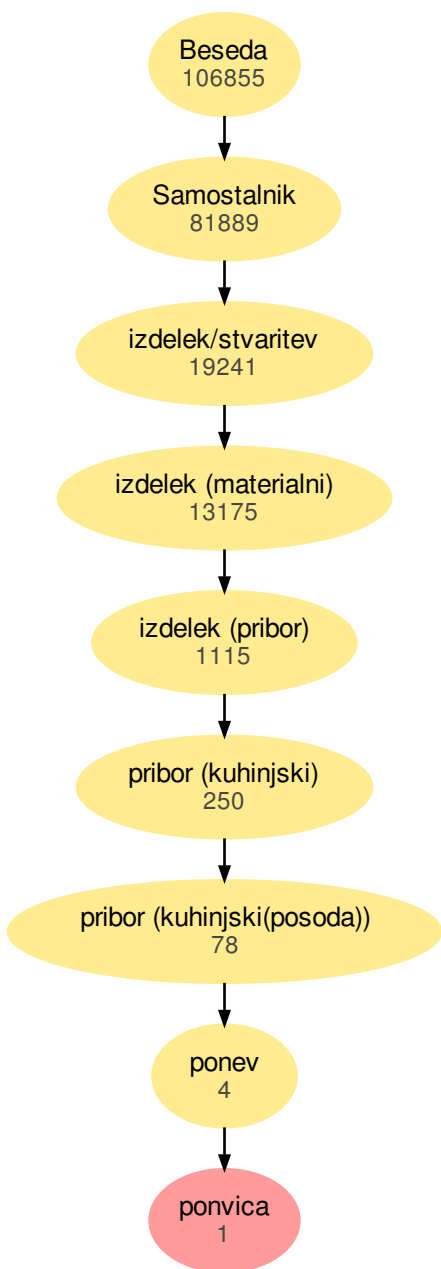 Beseda
106855
Samostalnik
81889
izdelek/stvaritev
19241
izdelek (materialni)
13175
izdelek (pribor)
1115
pribor (kuhinjski)
250
pribor (kuhinjski(posoda))
78
ponev
4
ponvica
1